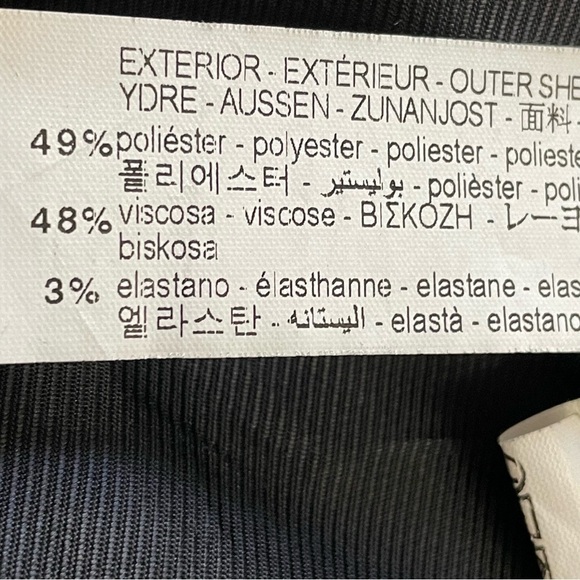 EXTERIOR - EXTÉRIEUR - OUTER SHE
YDRE - AUSSEN - ZUNANJOST - 面料
49% poliéster - polyester - poliester - polieste
폴리에스터 - بوليستير - polièster - poli
48% viscosa - viscose - ΒΙΣΚΟΖΗ - レーヨ
biskosa
3% elastano - élasthanne - elastane - elas
엘라스탄 - اليستانه - elastà - elastano